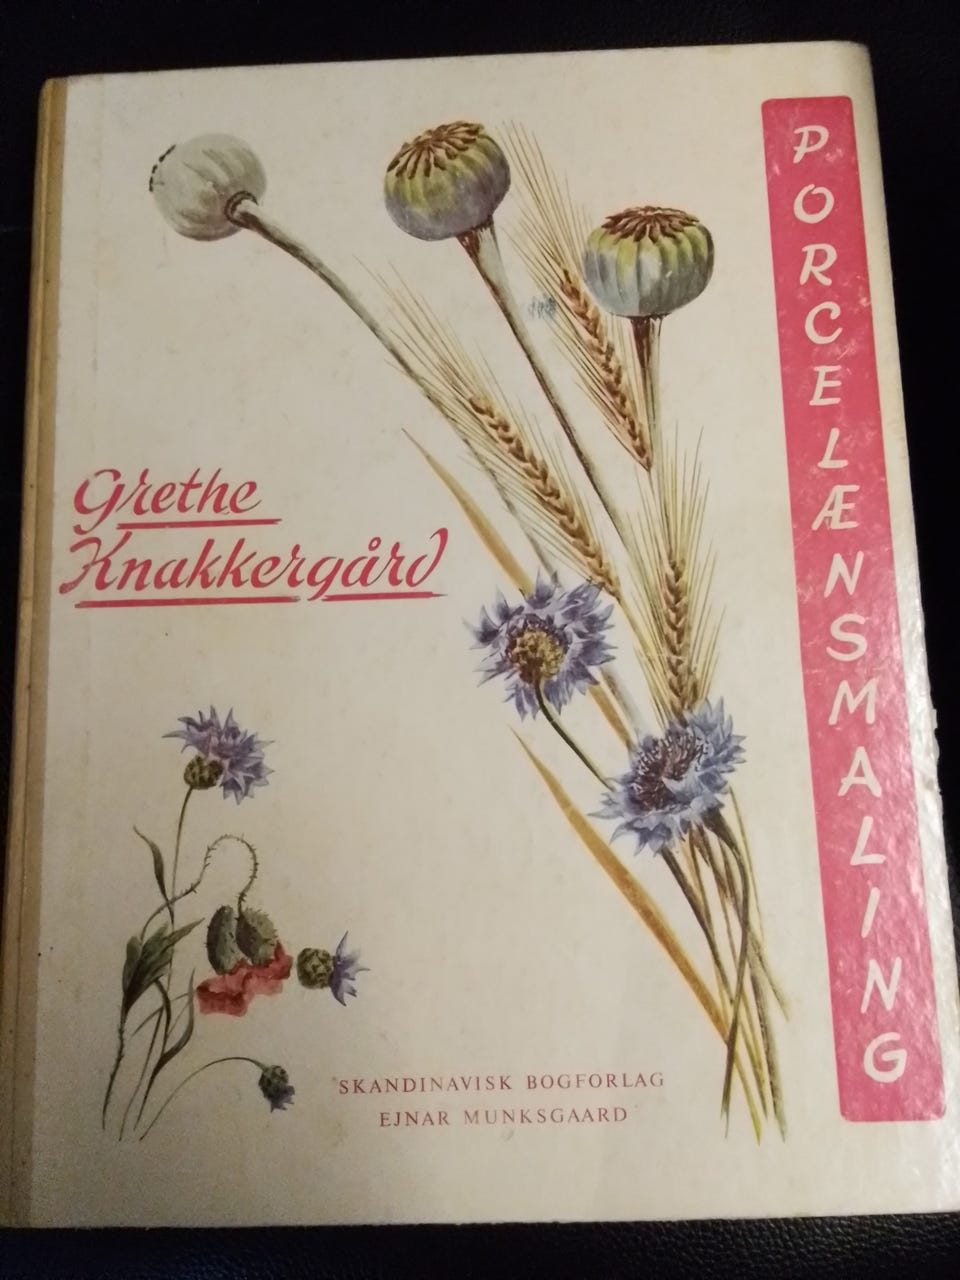 Grethe
Knakkergård
PORCELÆNSMALING
SKANDINAVISK BOGFORLAG
EJNAR MUNKSGAARD